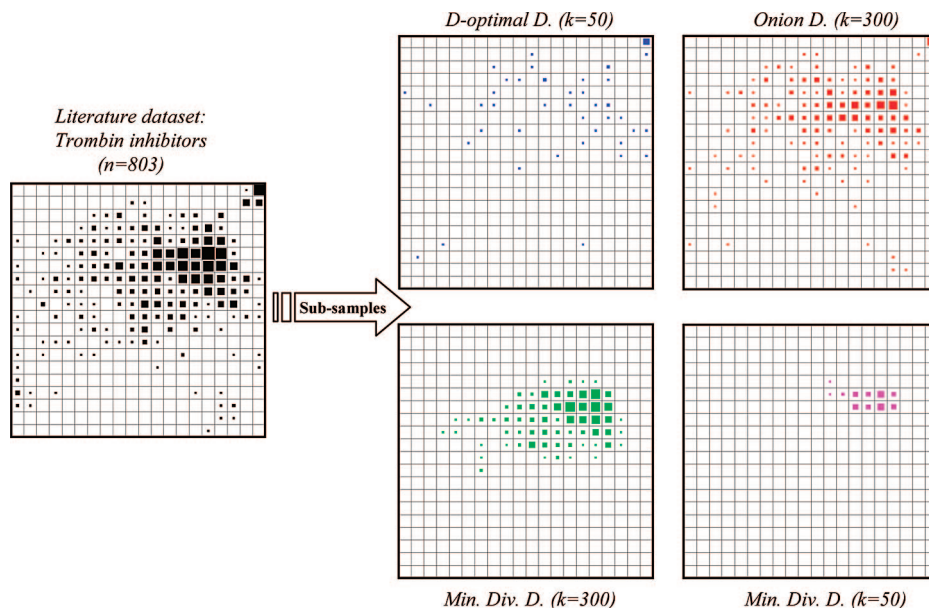 D-optimal D. (k=50)
Onion D. (k=300)
Literature dataset:
Trombin inhibitors
(n=803)
Sub-samples
Min. Div. D. (k=300)
Min. Div. D. (k=50)